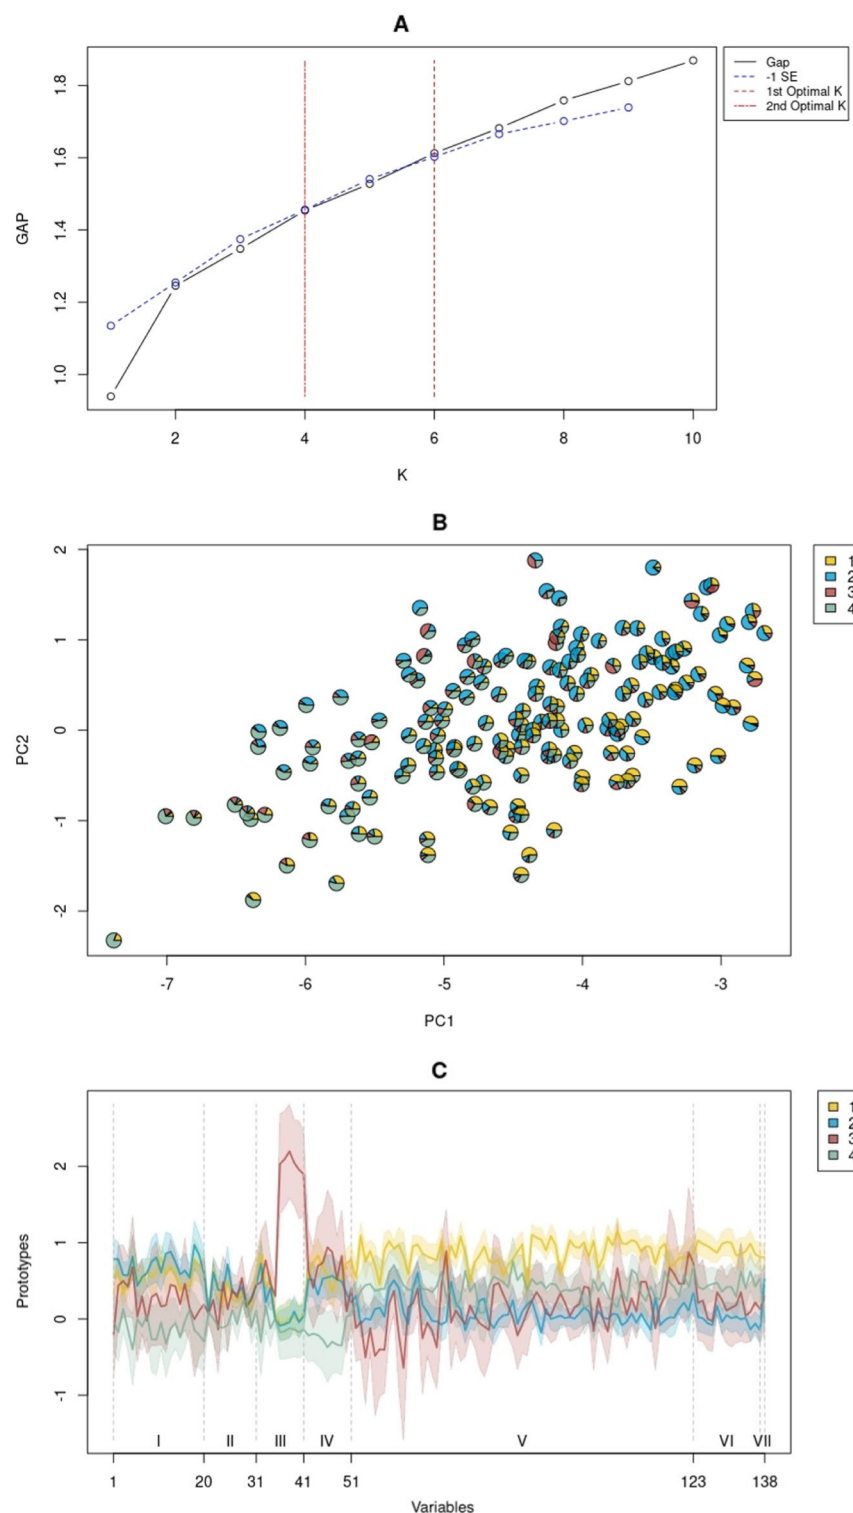 A
1.8
1.6
1.4
1.2
1.0
GAP
2 4 6 8 10
K
Gap
-1 SE
1st Optimal K
2nd Optimal K
B
2
1
0
-1
-2
PC2
-7 -6 -5 -4 -3
PC1
1
2
3
4
C
2
1
0
-1
Prototypes
I II III IV V VI VII
1 20 31 41 51 123 138
Variables
1
2
3
4